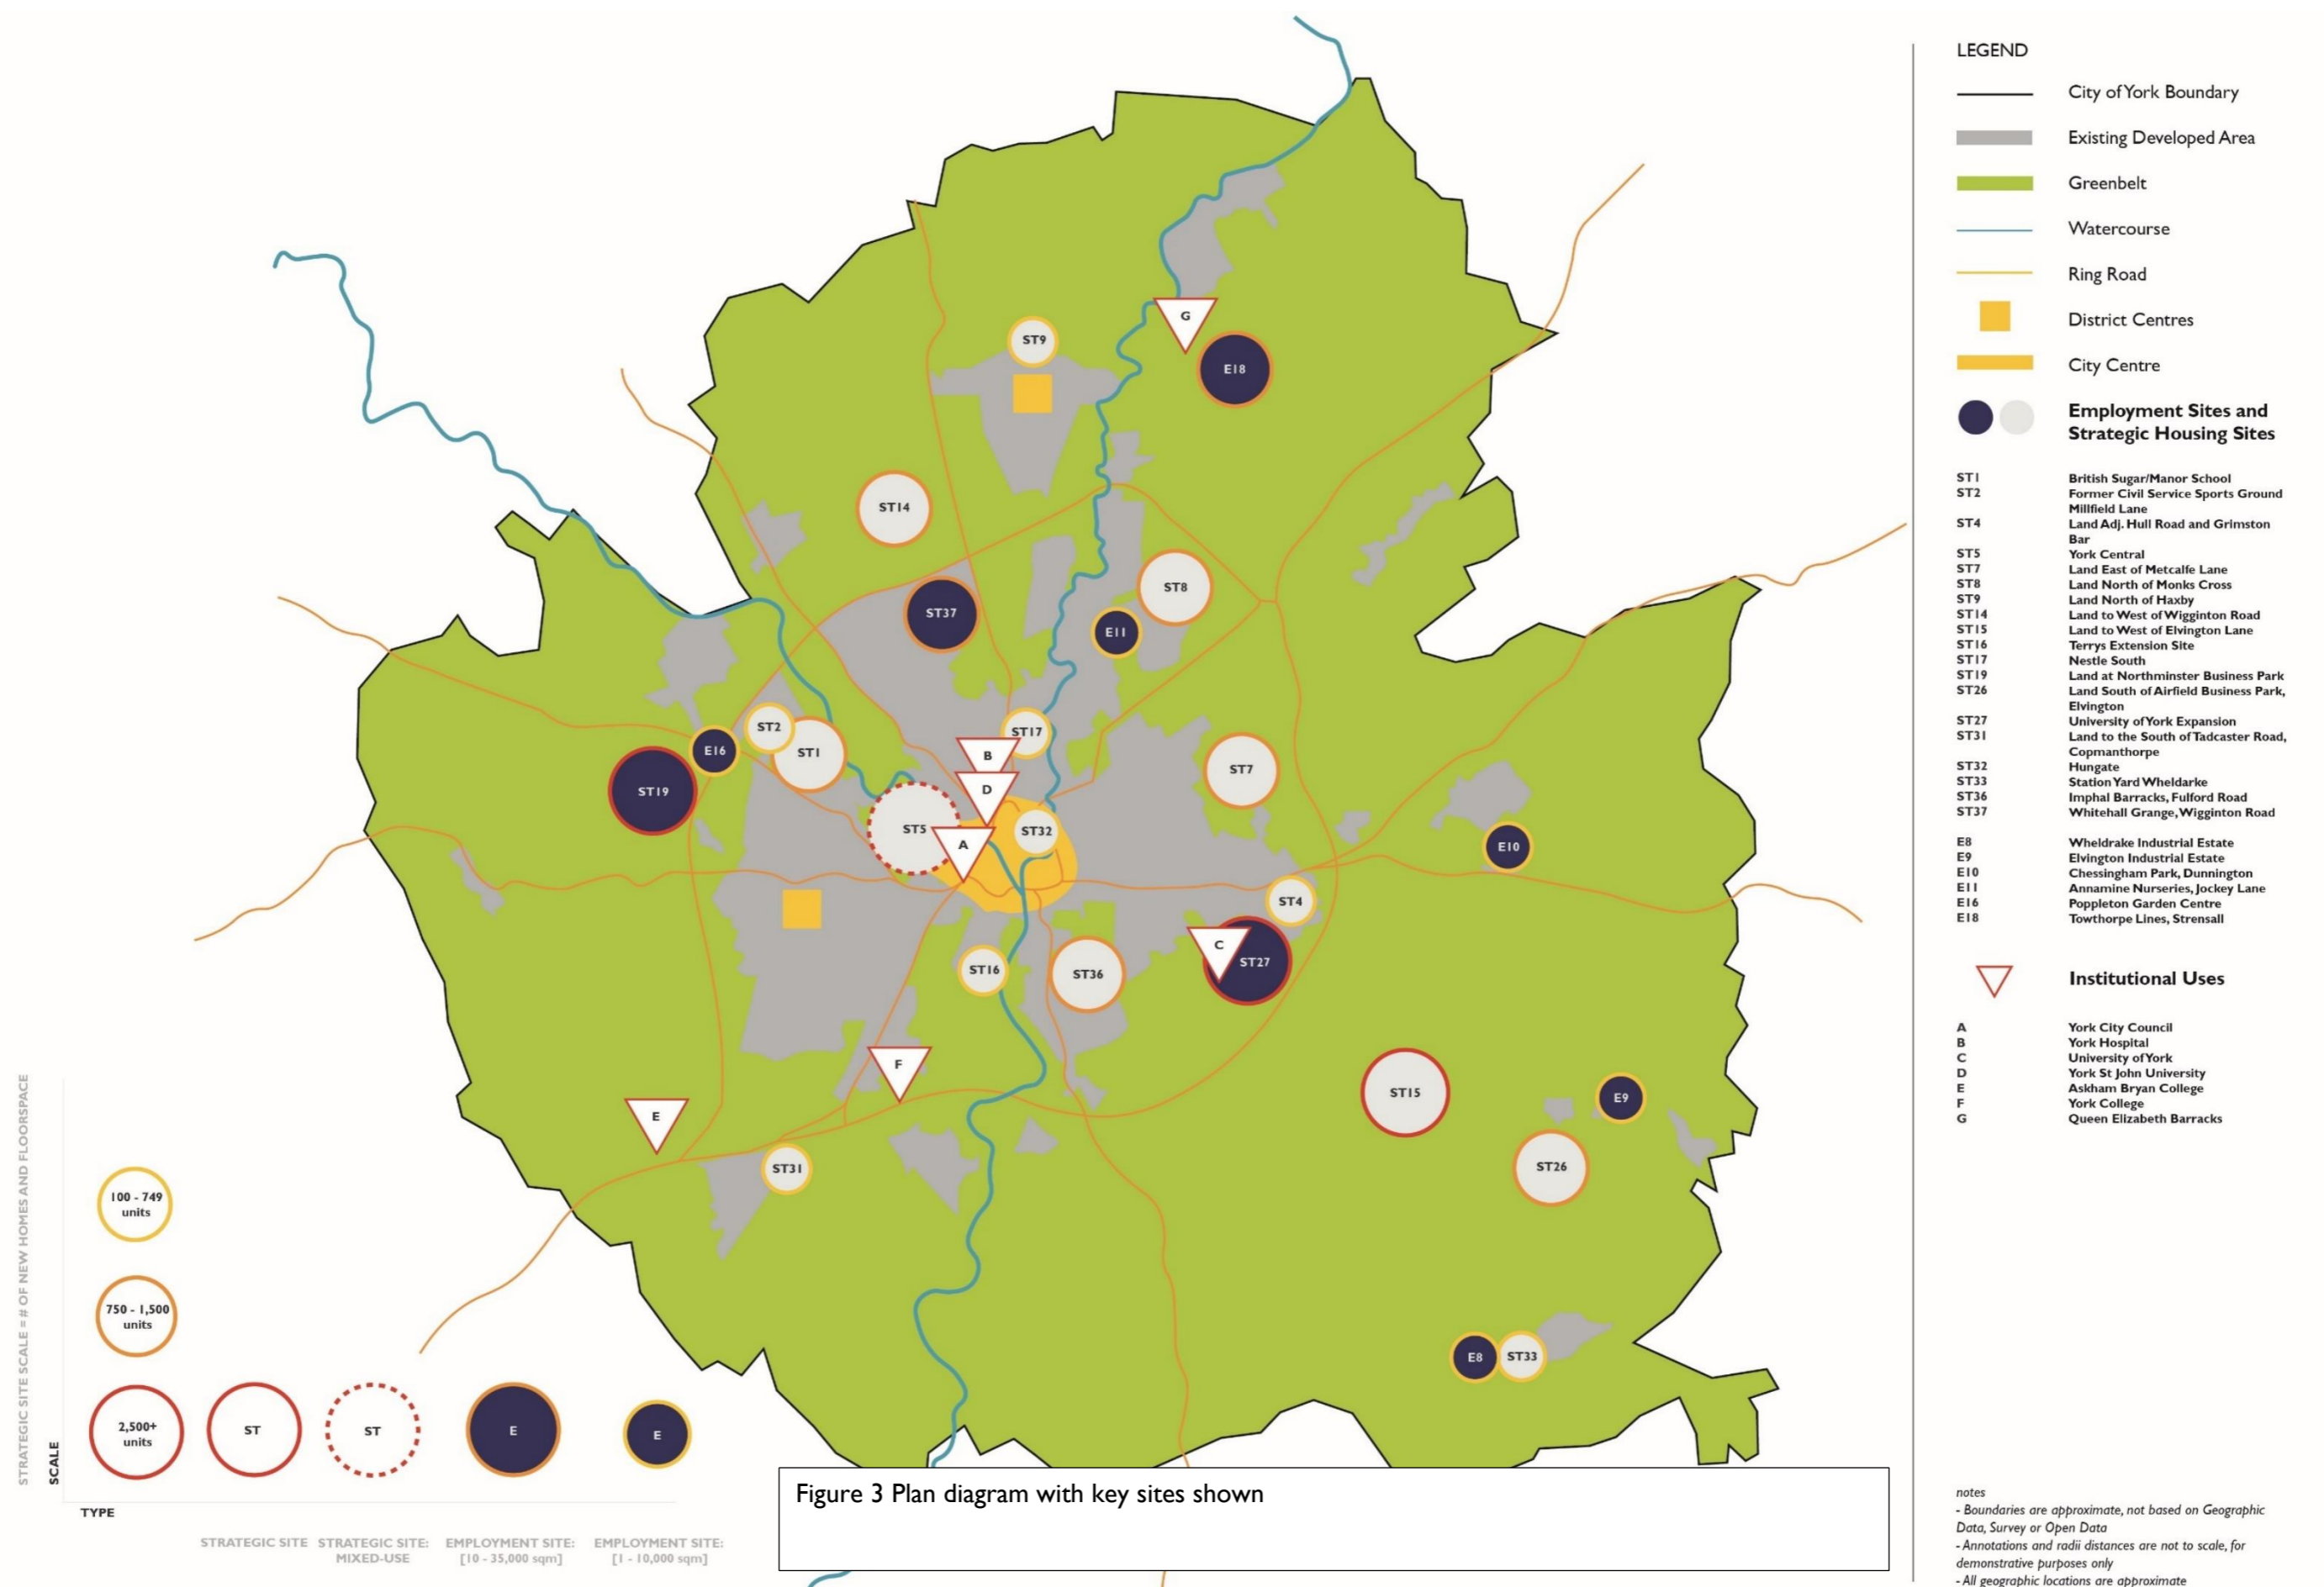 LEGEND
City of York Boundary
Existing Developed Area
Greenbelt
Watercourse
Ring Road
District Centres
City Centre
Employment Sites and
Strategic Housing Sites
ST1 British Sugar/Manor School
ST2 Former Civil Service Sports Ground
Millfield Lane
ST4 Land Adj. Hull Road and Grimston
Bar
ST5 York Central
ST7 Land East of Metcalfe Lane
ST8 Land North of Monks Cross
ST9 Land North of Haxby
ST14 Land to West of Wigginton Road
ST15 Land to West of Elvington Lane
ST16 Terrys Extension Site
ST17 Nestle South
ST19 Land at Northminster Business Park
ST26 Land South of Airfield Business Park,
Elvington
ST27 University of York Expansion
ST31 Land to the South of Tadcaster Road,
Copmanthorpe
ST32 Hungate
ST33 Station Yard Wheldarke
ST36 Imphal Barracks, Fulford Road
ST37 Whitehall Grange, Wigginton Road
E8 Wheldrake Industrial Estate
E9 Elvington Industrial Estate
E10 Chessingham Park, Dunnington
E11 Annamine Nurseries, Jockey Lane
E16 Poppleton Garden Centre
E18 Towthorpe Lines, Strensall
Institutional Uses
A York City Council
B York Hospital
C University of York
D York St John University
E Askham Bryan College
F York College
G Queen Elizabeth Barracks
notes
- Boundaries are approximate, not based on Geographic
Data, Survey or Open Data
- Annotations and radii distances are not to scale, for
demonstrative purposes only
- All geographic locations are approximate
G
ST9
E18
ST14
ST8
ST37
E11
ST2
ST17
E16
ST1
B
ST7
ST19
D
ST5
ST32
A
E10
ST4
C
ST27
ST16
ST36
F
ST15
E9
E
ST31
ST26
E8
ST33
STRATEGIC SITE SCALE = # OF NEW HOMES AND FLOORSPACE
SCALE
100 - 749
units
750 - 1,500
units
2,500+
units
ST
ST
E
E
TYPE
STRATEGIC SITE
STRATEGIC SITE:
MIXED-USE
EMPLOYMENT SITE:
[10 - 35,000 sqm]
EMPLOYMENT SITE:
[1 - 10,000 sqm]
Figure 3 Plan diagram with key sites shown